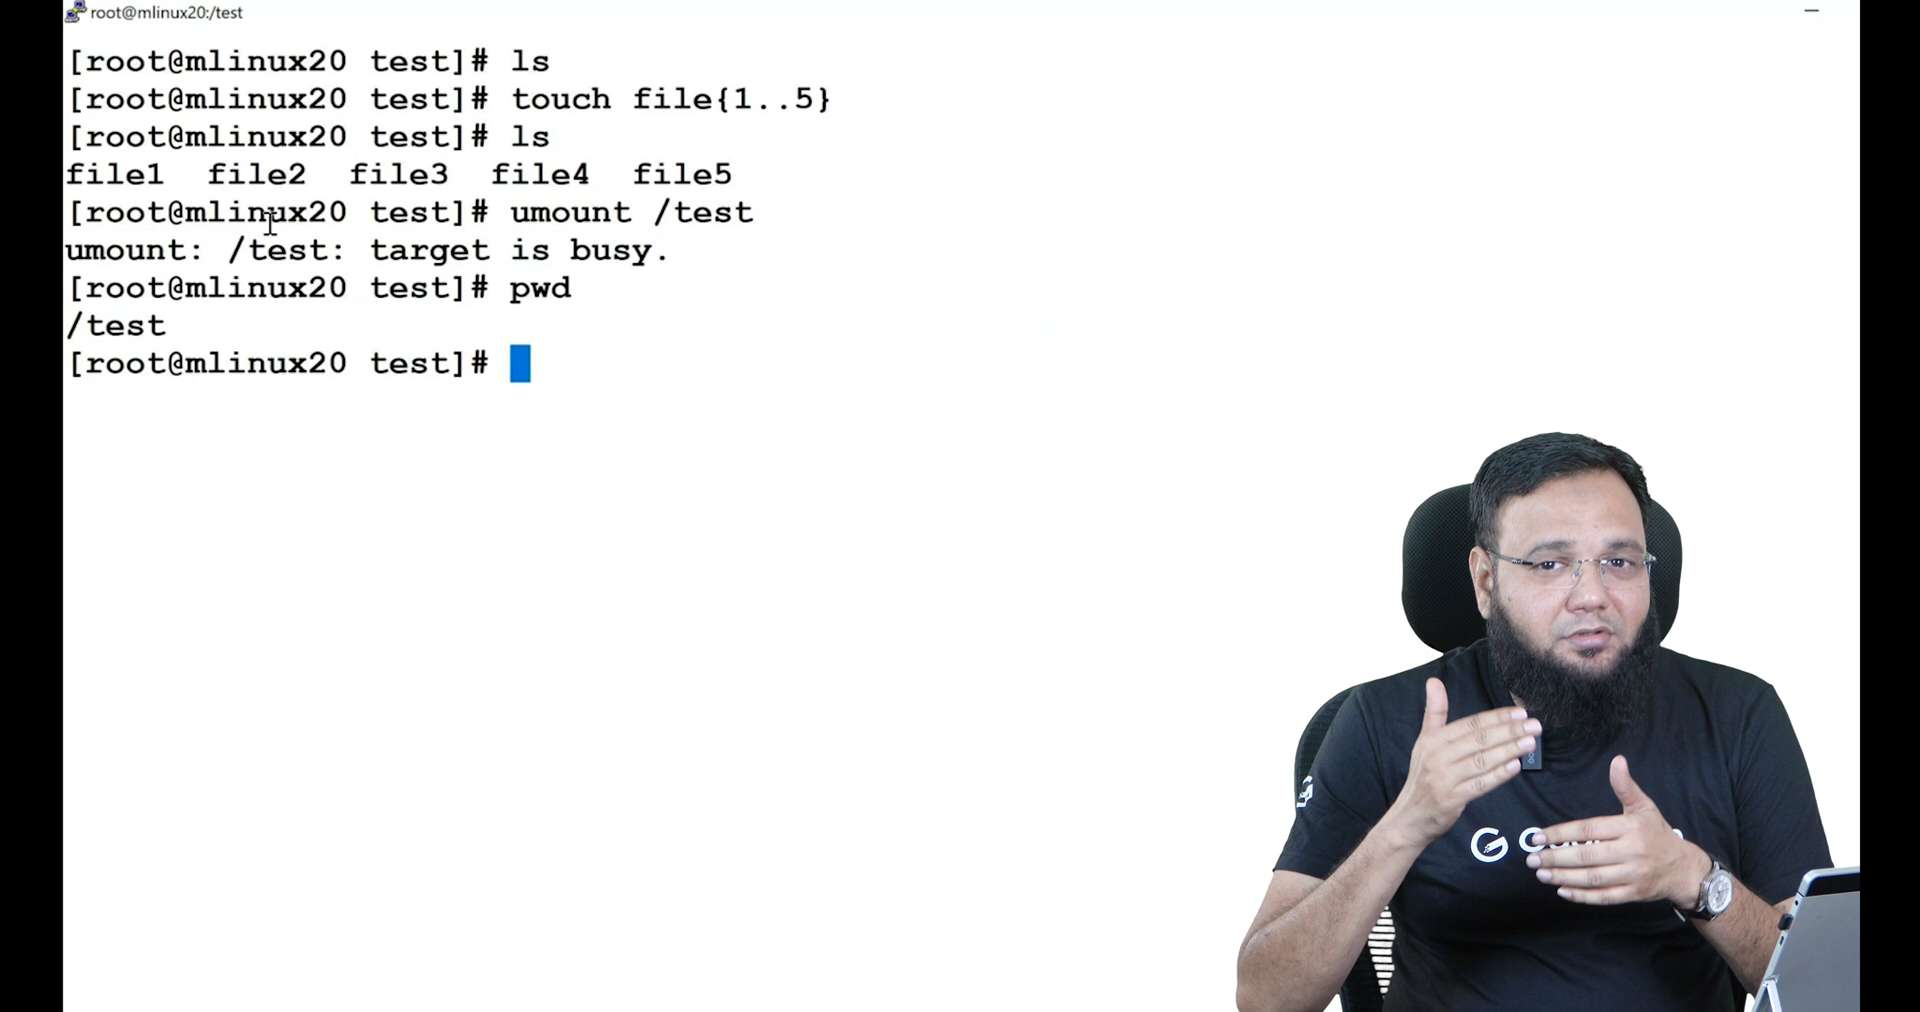 root@mlinux20:/test
[root@mlinux20 test]# ls
[root@mlinux20 test]# touch file{1..5}
[root@mlinux20 test]# ls
file1 file2 file3 file4 file5
[root@mlinux20 test]# umount /test
umount: /test: target is busy.
[root@mlinux20 test]# pwd
/test
[root@mlinux20 test]#